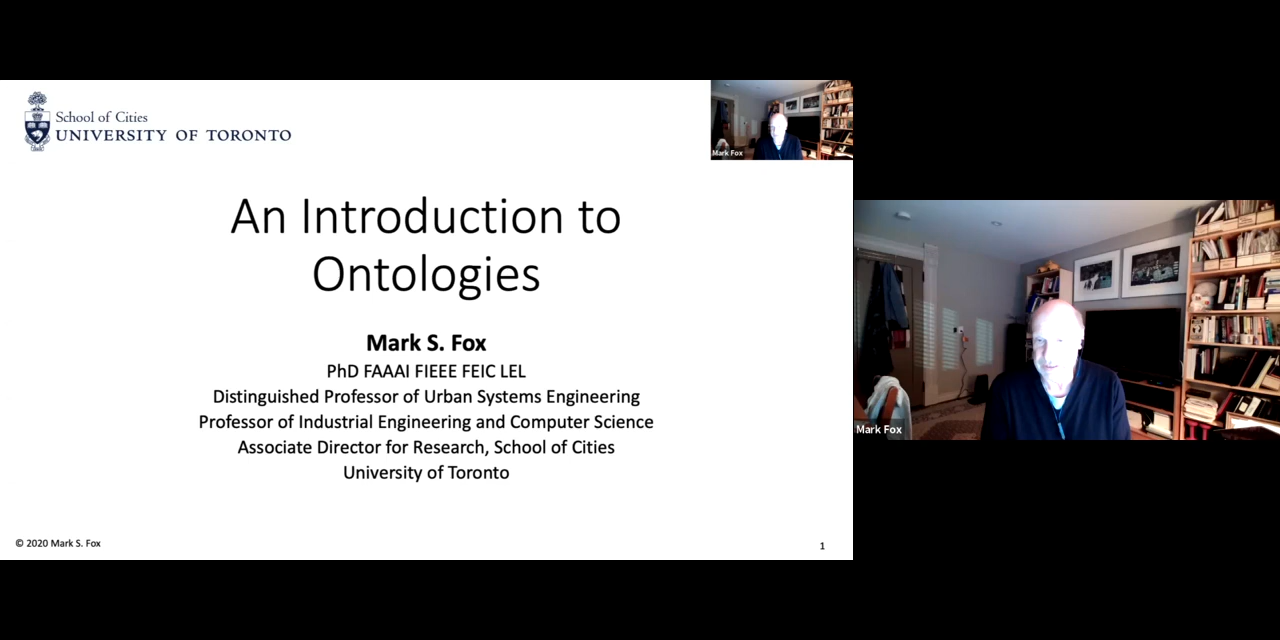 School of Cities
UNIVERSITY OF TORONTO
Mark Fox
An Introduction to
Ontologies
Mark S. Fox
PhD FAAAI FIEEE FEIC LEL
Distinguished Professor of Urban Systems Engineering
Professor of Industrial Engineering and Computer Science
Associate Director for Research, School of Cities
University of Toronto
© 2020 Mark S. Fox
1
Mark Fox